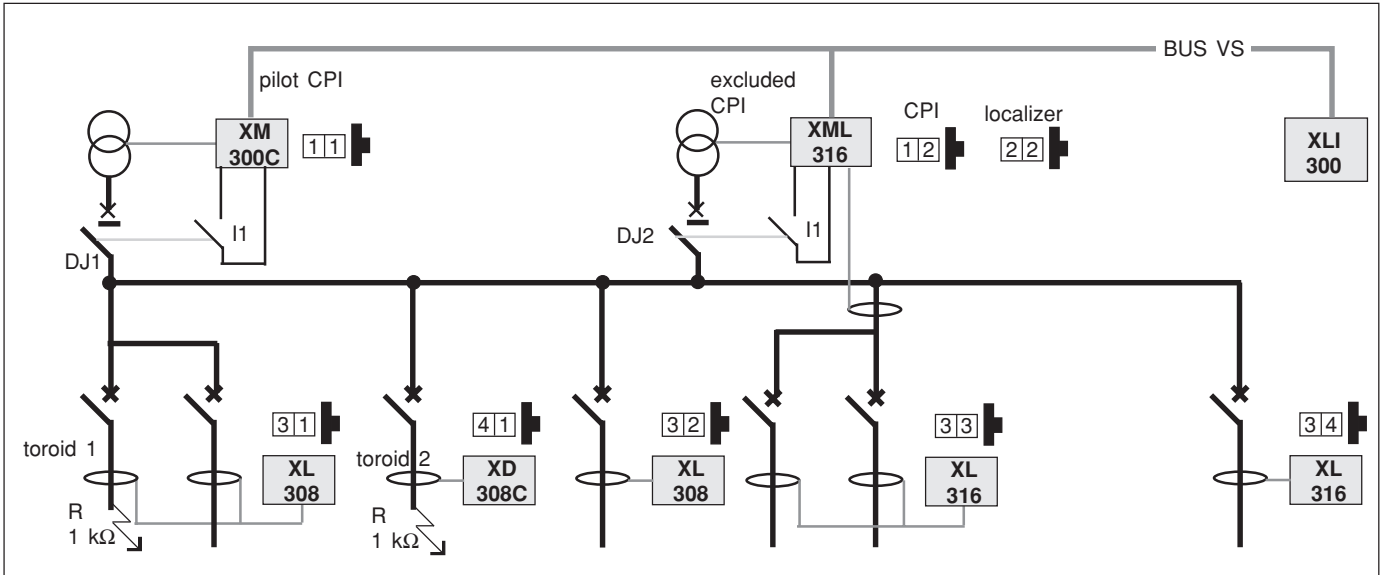 BUS VS
pilot CPI
excluded
CPI
CPI
localizer
XM
300C
1 1
XML
316
1 2
2 2
XLI
300
I1
DJ1
DJ2
I1
3 1
4 1
3 2
3 3
3 4
toroid 1
toroid 2
XL
308
XD
308C
XL
308
XL
316
XL
316
R
1 kΩ
R
1 kΩ